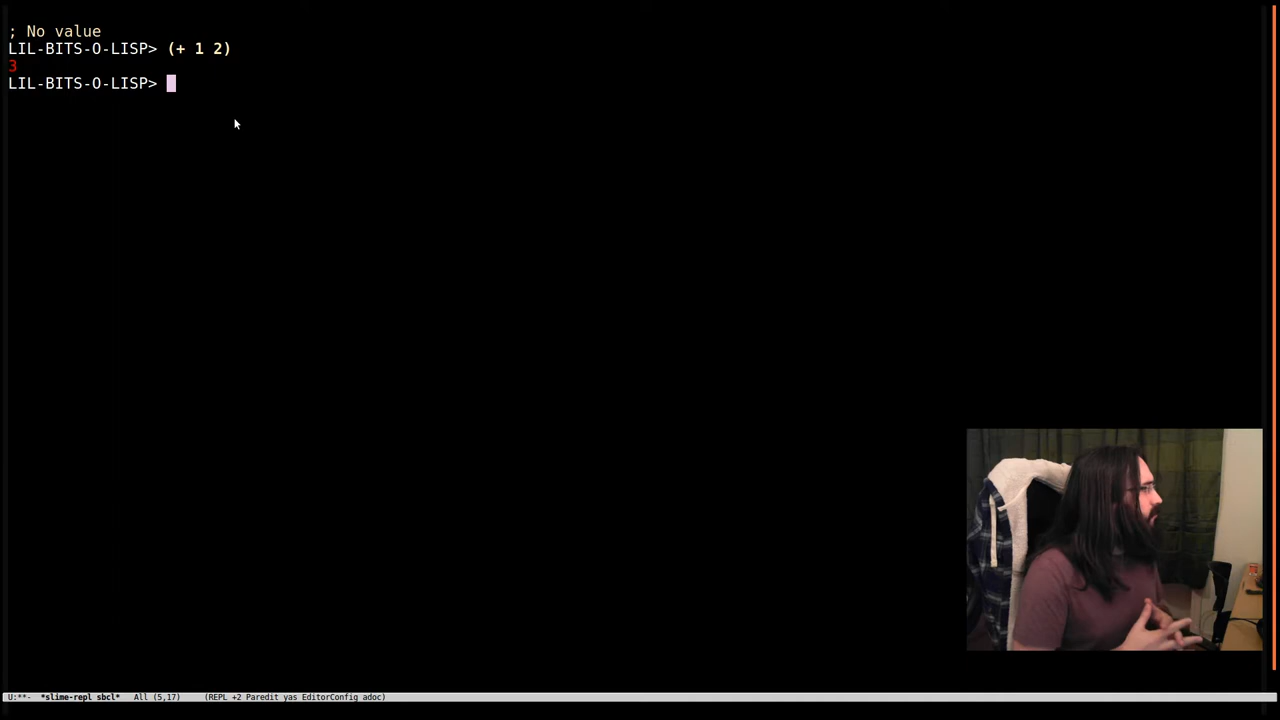 ; No value
LIL-BITS-O-LISP> (+ 1 2)
3
LIL-BITS-O-LISP>
U:**-  *slime-repl sbcl*   All (5,17)     (REPL +2 Paredit yas EditorConfig adoc)